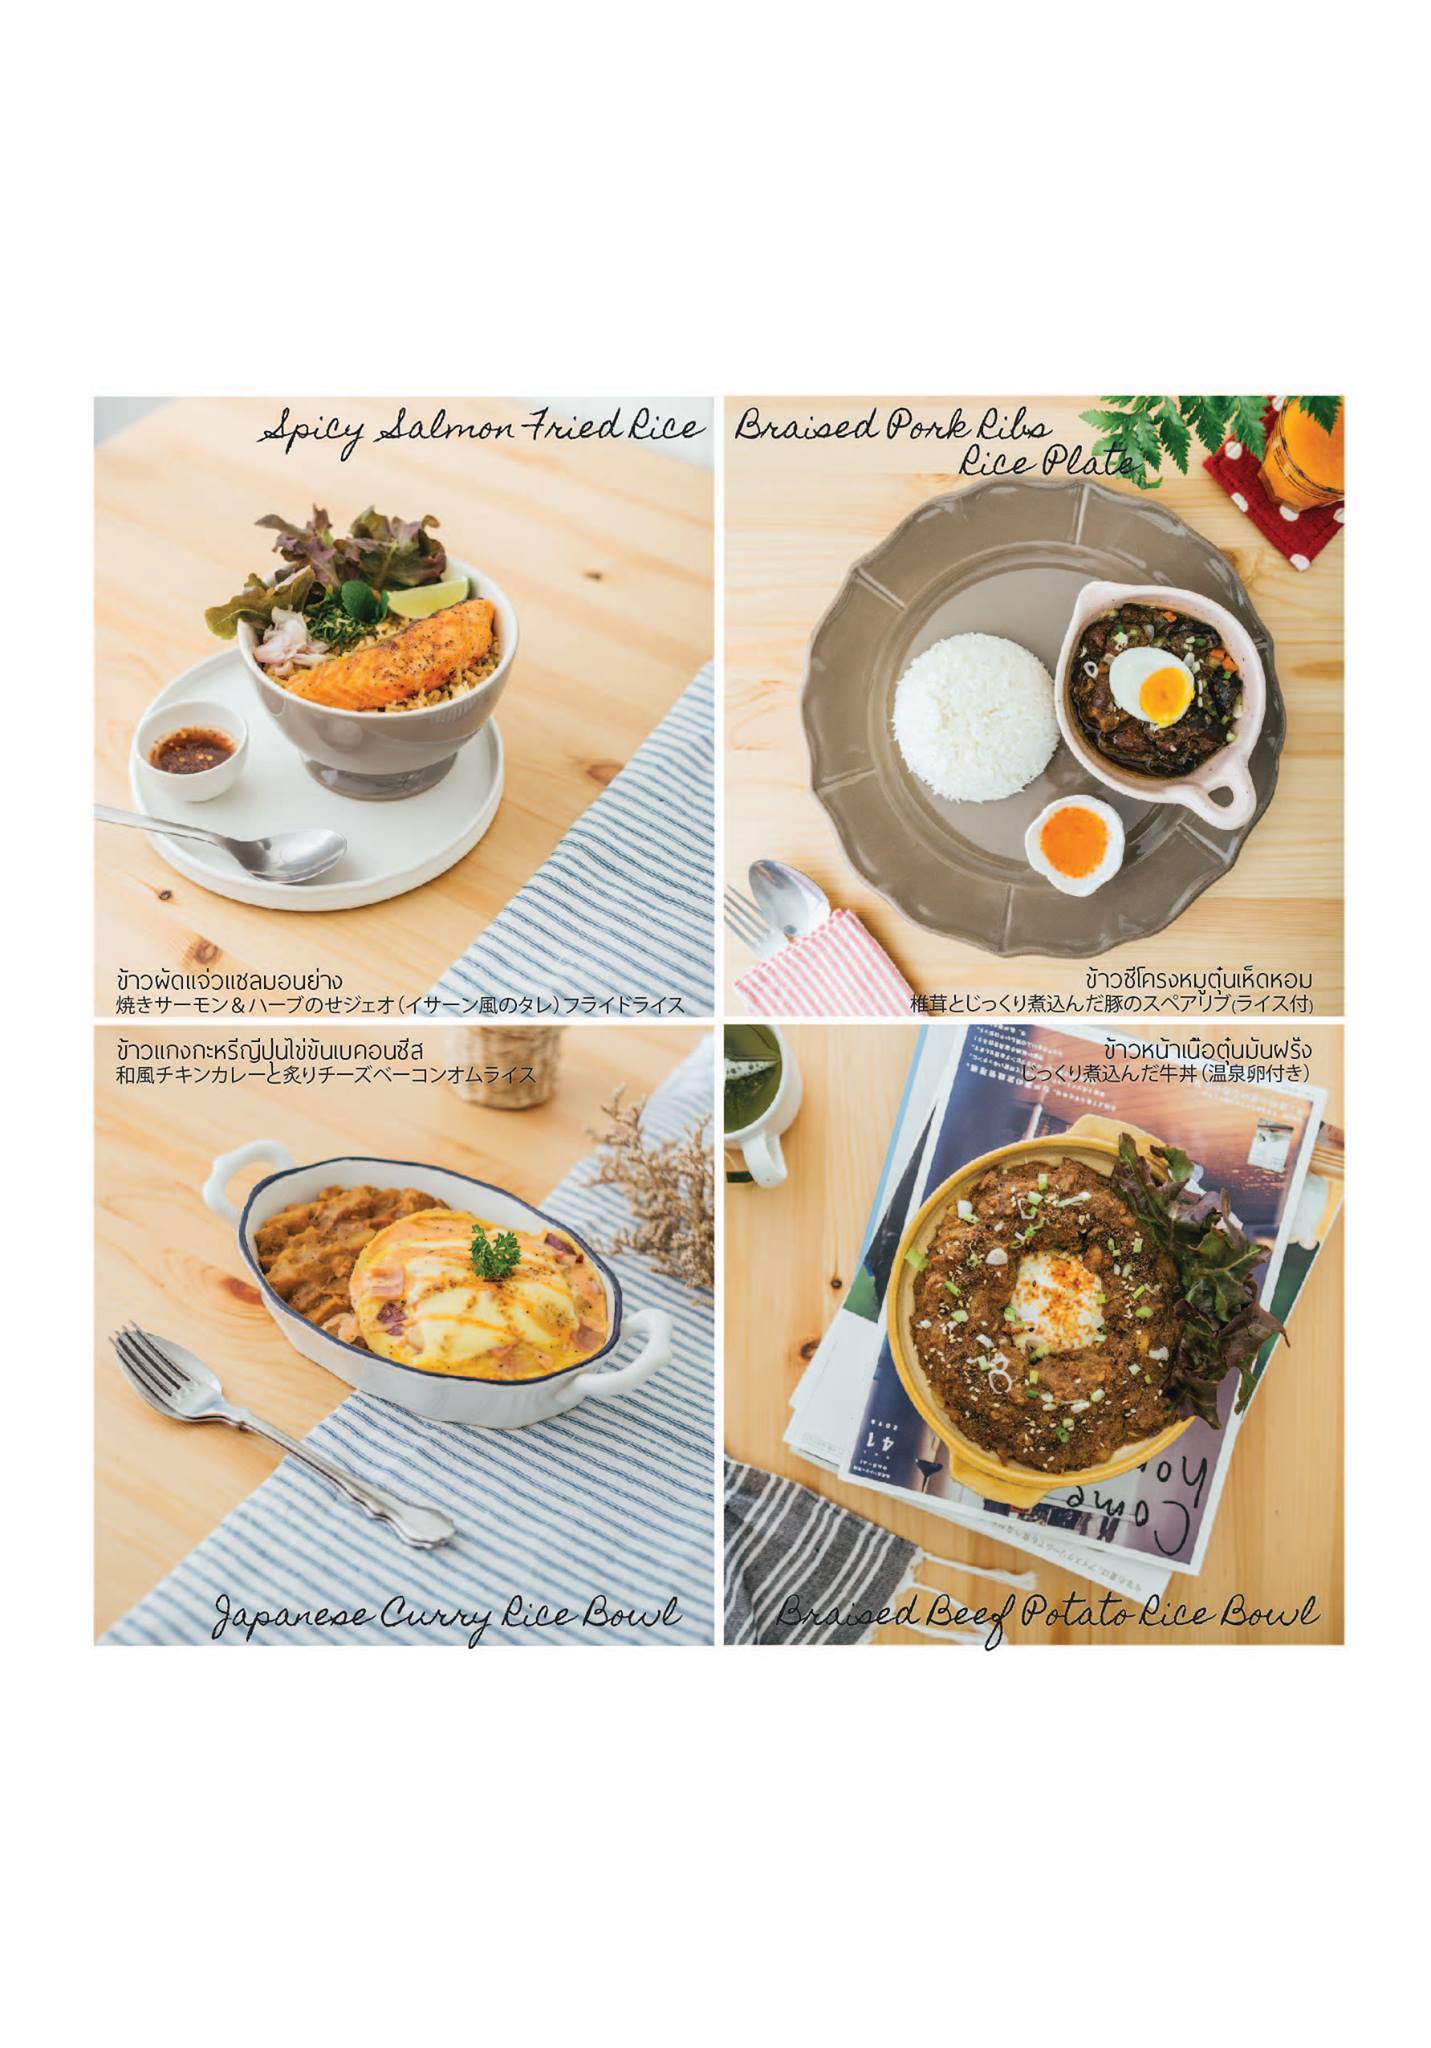 Spicy Salmon Fried Rice
ข้าวผัดแจ่วแซลมอนย่าง
焼きサーモン＆ハーブのせジェオ（イサーン風のタレ）フライドライス
Braised Pork Ribs
Rice Plate
ข้าวซี่โครงหมูตุ๋นเห็ดหอม
椎茸とじっくり煮込んだ豚のスペアリブ(ライス付)
ข้าวแกงกะหรี่ญี่ปุ่นไข่ข้นเบคอนชีส
和風チキンカレーと炙りチーズベーコンオムライス
Japanese Curry Rice Bowl
ข้าวหน้าเนื้อตุ๋นมันฝรั่ง
じっくり煮込んだ牛丼（温泉卵付き）
41
2018
Come
Braised Beef Potato Rice Bowl